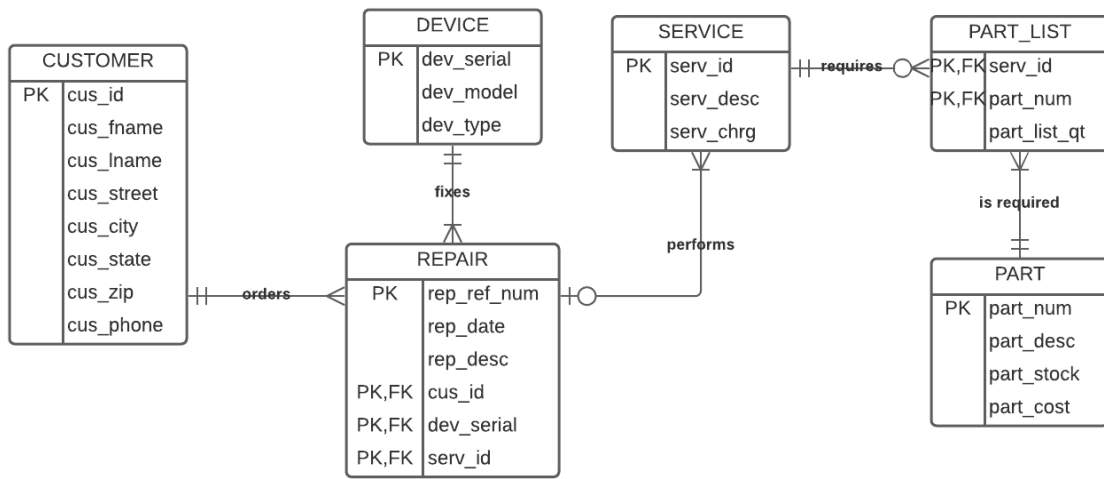 CUSTOMER
PK cus_id
cus_fname
cus_lname
cus_street
cus_city
cus_state
cus_zip
cus_phone
orders
DEVICE
PK dev_serial
dev_model
dev_type
fixes
REPAIR
PK rep_ref_num
rep_date
rep_desc
PK,FK cus_id
PK,FK dev_serial
PK,FK serv_id
performs
SERVICE
PK serv_id
serv_desc
serv_chrg
requires
PART_LIST
PK,FK serv_id
PK,FK part_num
part_list_qt
is required
PART
PK part_num
part_desc
part_stock
part_cost